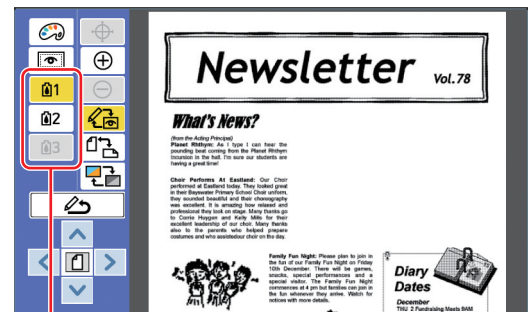 1
2
3
Newsletter Vol.78
What's News?
(from the Acting Principal)
Planet Rhthym: As I type I can hear the
pounding beat coming from the Planet Rhthym
Incursion in the hall. I'm sure our students are
having a great time!
Choir Performs At Eastland: Our Choir
performed at Eastland today. They looked great
in their Bayswater Primary School Choir uniform,
they sounded beautiful and their choreography
was excellent. It is amazing how relaxed and
professional they look on stage. Many thanks go
to Corrie Huygen and Kelly Mills for their
excellent leadership of our choir. Many thanks
also to the parents who helped prepare
costumes and who assistedour choir on the day.
Family Fun Night: Please plan to join in
the fun of our Family Fun Night on Friday
10th December. There will be games,
snacks, special performances and a
special visitor. The Family Fun Night
commences at 4 pm but families can join in
the fun whenever they arrive. Watch for
notices with more details.
Diary
Dates
December
THU 2 Fundraising Meets 9AM